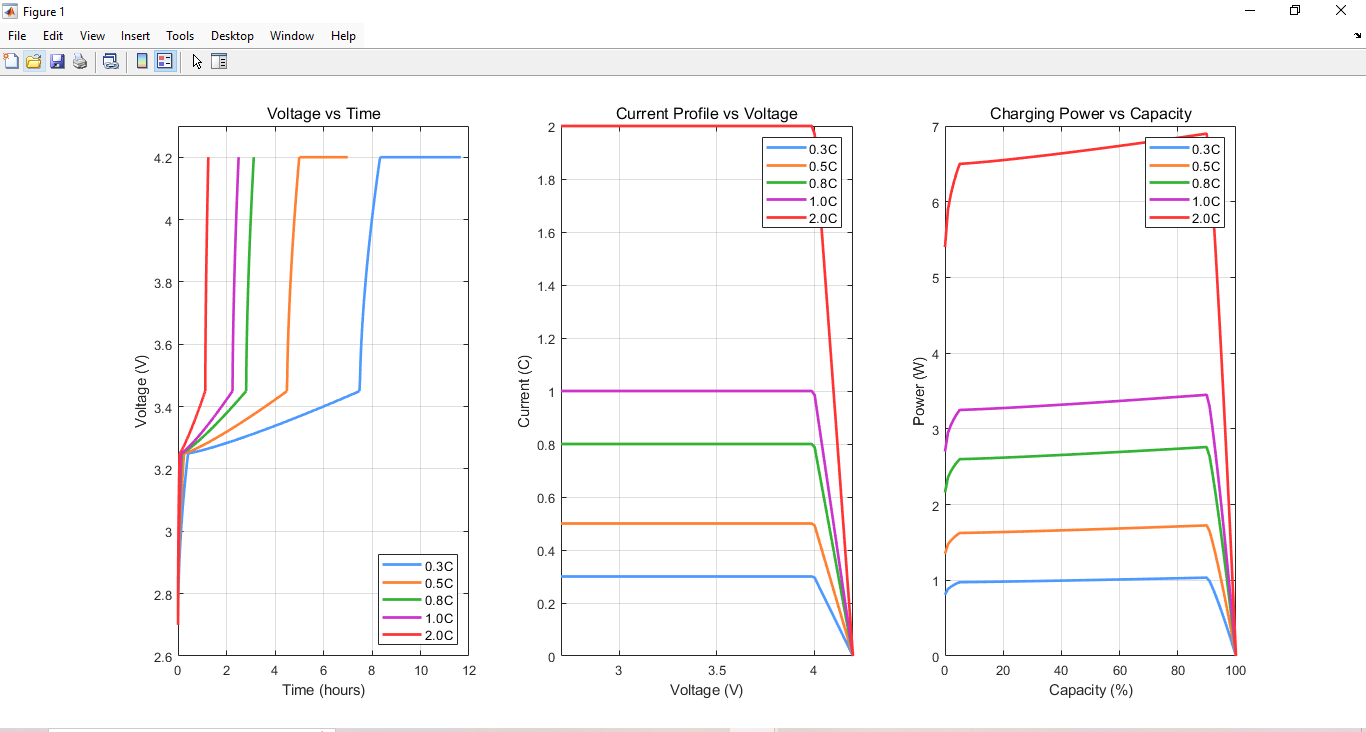 Figure 1
File Edit View Insert Tools Desktop Window Help
Voltage vs Time
4.2
4
3.8
3.6
3.4
3.2
3
2.8
2.6
Voltage (V)
0 2 4 6 8 10 12
Time (hours)
0.3C
0.5C
0.8C
1.0C
2.0C
Current Profile vs Voltage
2
1.8
1.6
1.4
1.2
1
0.8
0.6
0.4
0.2
0
Current (C)
3 3.5 4
Voltage (V)
0.3C
0.5C
0.8C
1.0C
2.0C
Charging Power vs Capacity
7
6
5
4
3
2
1
0
Power (W)
0 20 40 60 80 100
Capacity (%)
0.3C
0.5C
0.8C
1.0C
2.0C